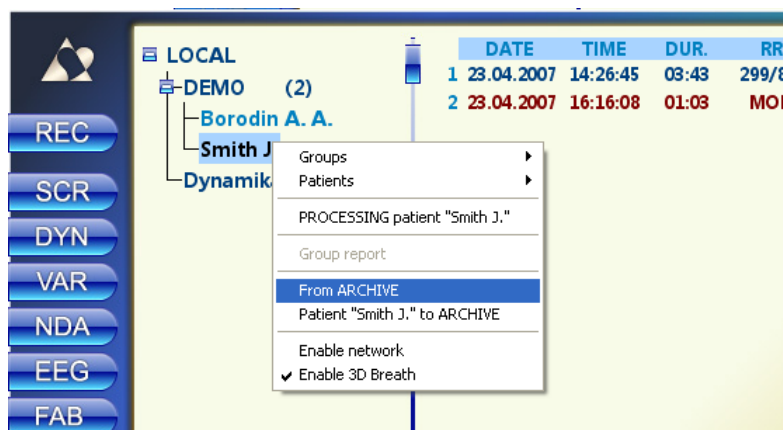 LOCAL
DEMO (2)
Borodin A. A.
Smith J
Dynamik
DATE TIME DUR. RR
1 23.04.2007 14:26:45 03:43 299/8
2 23.04.2007 16:16:08 01:03 MO
REC
SCR
DYN
VAR
NDA
EEG
FAB
Groups
Patients
PROCESSING patient "Smith J."
Group report
From ARCHIVE
Patient "Smith J." to ARCHIVE
Enable network
Enable 3D Breath